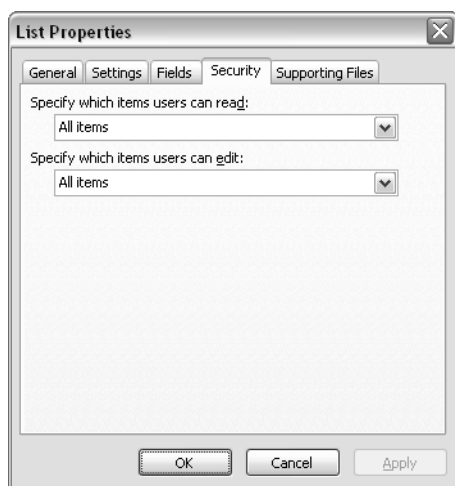 List Properties
General Settings Fields Security Supporting Files
Specify which items users can read:
All items
Specify which items users can edit:
All items
OK Cancel Apply